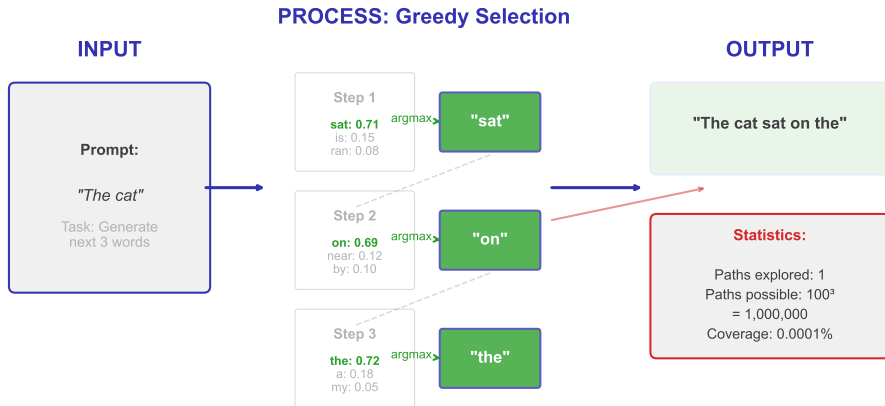 PROCESS: Greedy Selection
INPUT
OUTPUT
Prompt:
"The cat"
Task: Generate
next 3 words
Step 1
sat: 0.71
is: 0.15
ran: 0.08
argmax
"sat"
Step 2
on: 0.69
near: 0.12
by: 0.10
argmax
"on"
Step 3
the: 0.72
a: 0.18
my: 0.05
argmax
"the"
"The cat sat on the"
Statistics:
Paths explored: 1
Paths possible: 100³
= 1,000,000
Coverage: 0.0001%